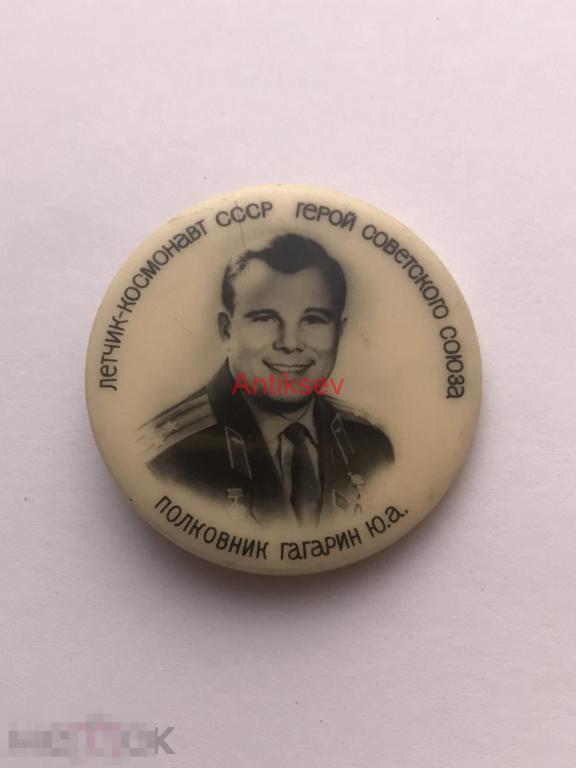 летчик-космонавт СССР герой советского союза
Antiksev
полковник гагарин ю.а.